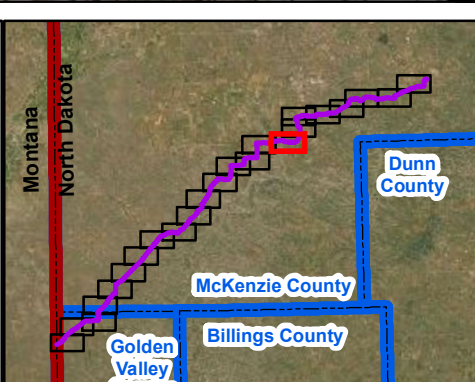 Montana
North Dakota
Dunn
County
McKenzie County
Billings County
Golden
Valley